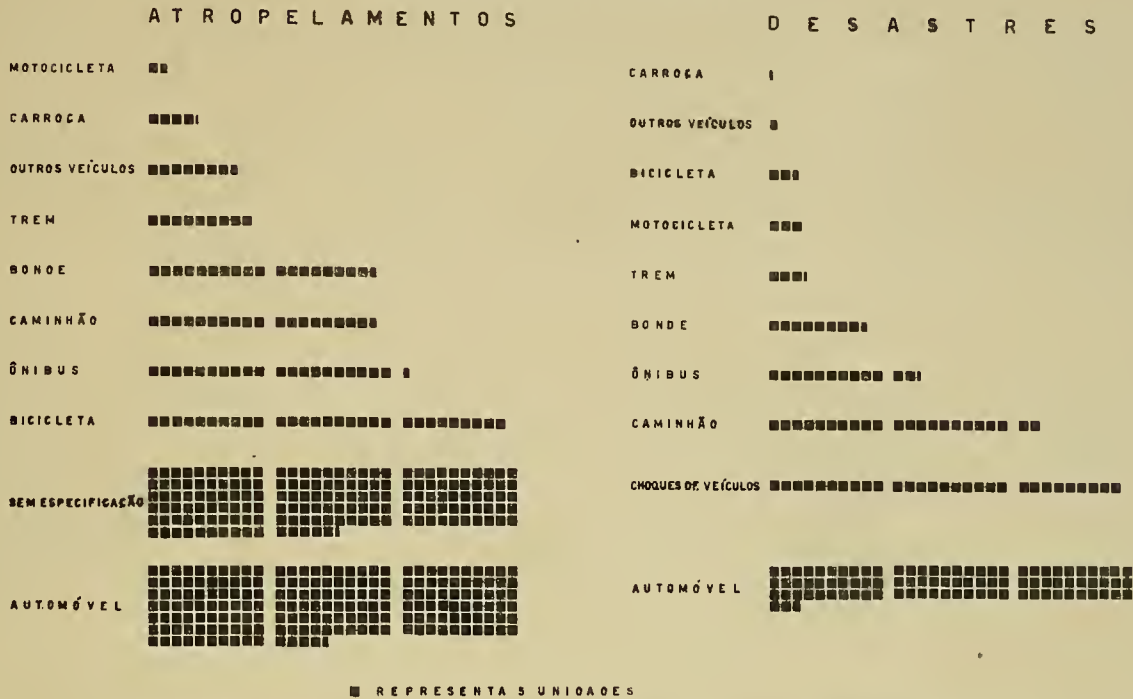 ATROPELAMENTOS
MOTOCICLETA
CARROÇA
OUTROS VEÍCULOS
TREM
BONDE
CAMINHÃO
ÔNIBUS
BICICLETA
SEM ESPECIFICAÇÃO
AUTOMÓVEL
DESASTRES
CARROÇA
OUTROS VEÍCULOS
BICICLETA
MOTOCICLETA
TREM
BONDE
ÔNIBUS
CAMINHÃO
CHOQUES DE VEÍCULOS
AUTOMÓVEL
REPRESENTA 5 UNIDADES